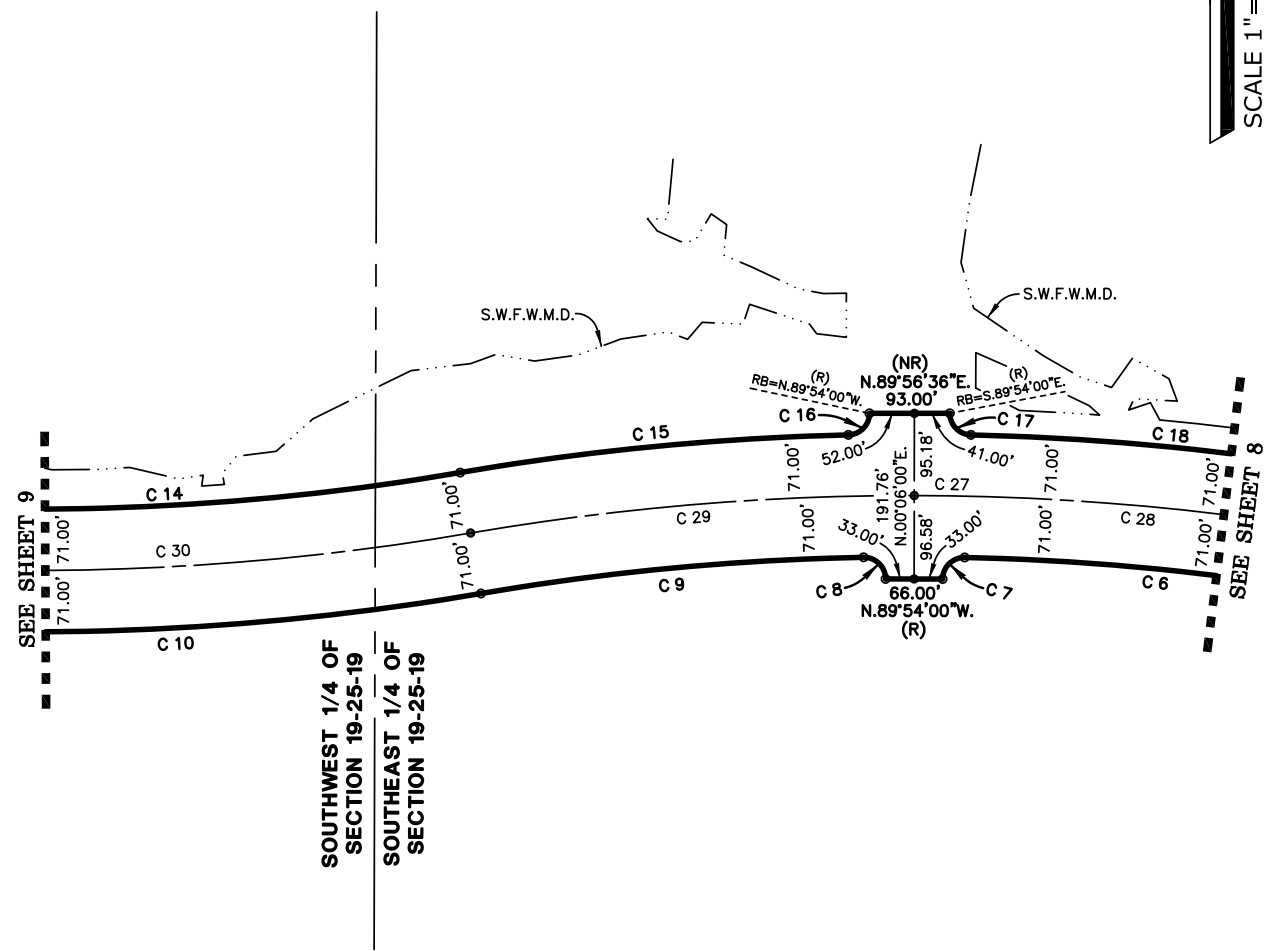 SCALE 1"=
S.W.F.W.M.D.
S.W.F.W.M.D.
(NR)
N.89°56'36"E.
93.00'
(R)
RB=N.89°54'00"W.
(R)
RB=S.89°54'00"E.
C 16
C 17
C 15
C 18
C 14
52.00'
41.00'
95.18'
191.76'
N.00°06'00"E.
96.58'
C 27
C 28
C 29
C 30
71.00'
71.00'
71.00'
71.00'
71.00'
71.00'
71.00'
71.00'
71.00'
71.00'
33.00'
33.00'
C 8
C 7
C 9
C 6
C 10
66.00'
N.89°54'00"W.
(R)
SEE SHEET 9
SEE SHEET 8
SOUTHWEST 1/4 OF
SECTION 19-25-19
SOUTHEAST 1/4 OF
SECTION 19-25-19